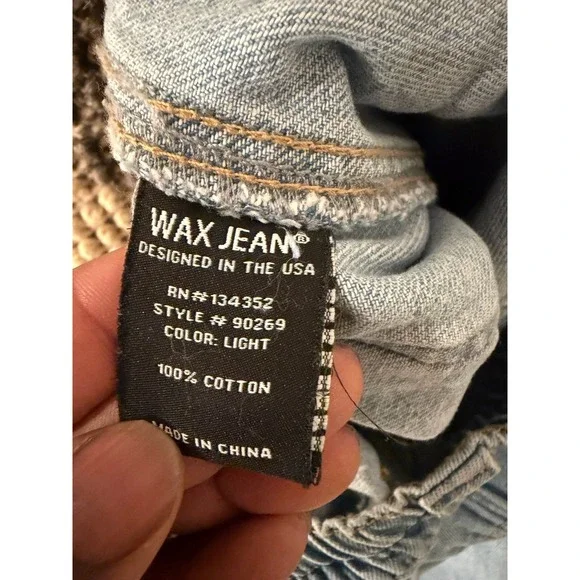 WAX JEAN®
DESIGNED IN THE USA
RN#134352
STYLE # 90269
COLOR: LIGHT
100% COTTON
MADE IN CHINA